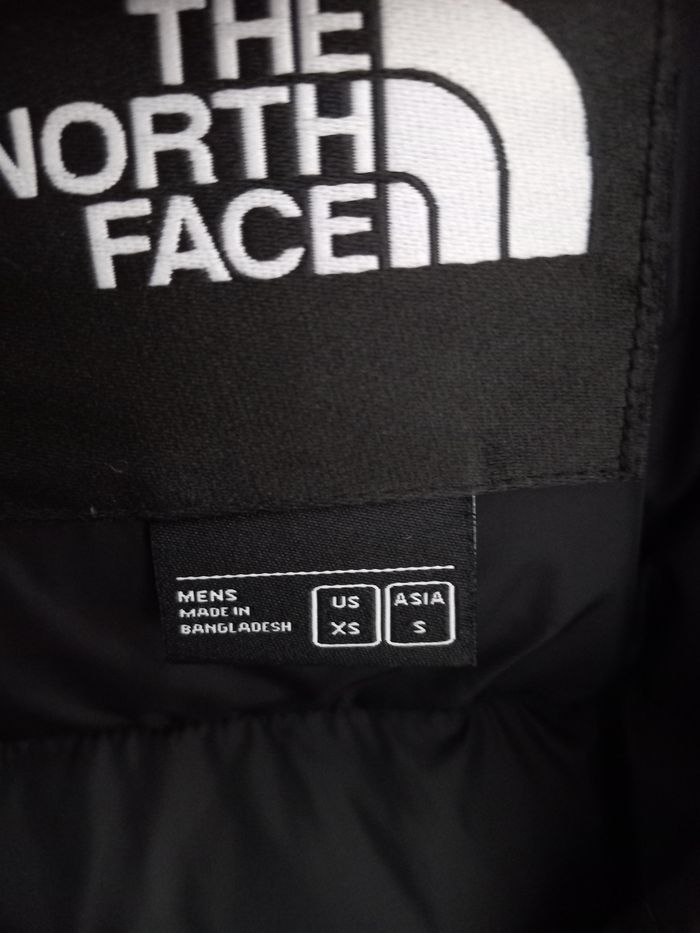 THE
NORTH
FACE
MENS
MADE IN
BANGLADESH
US
XS
ASIA
S